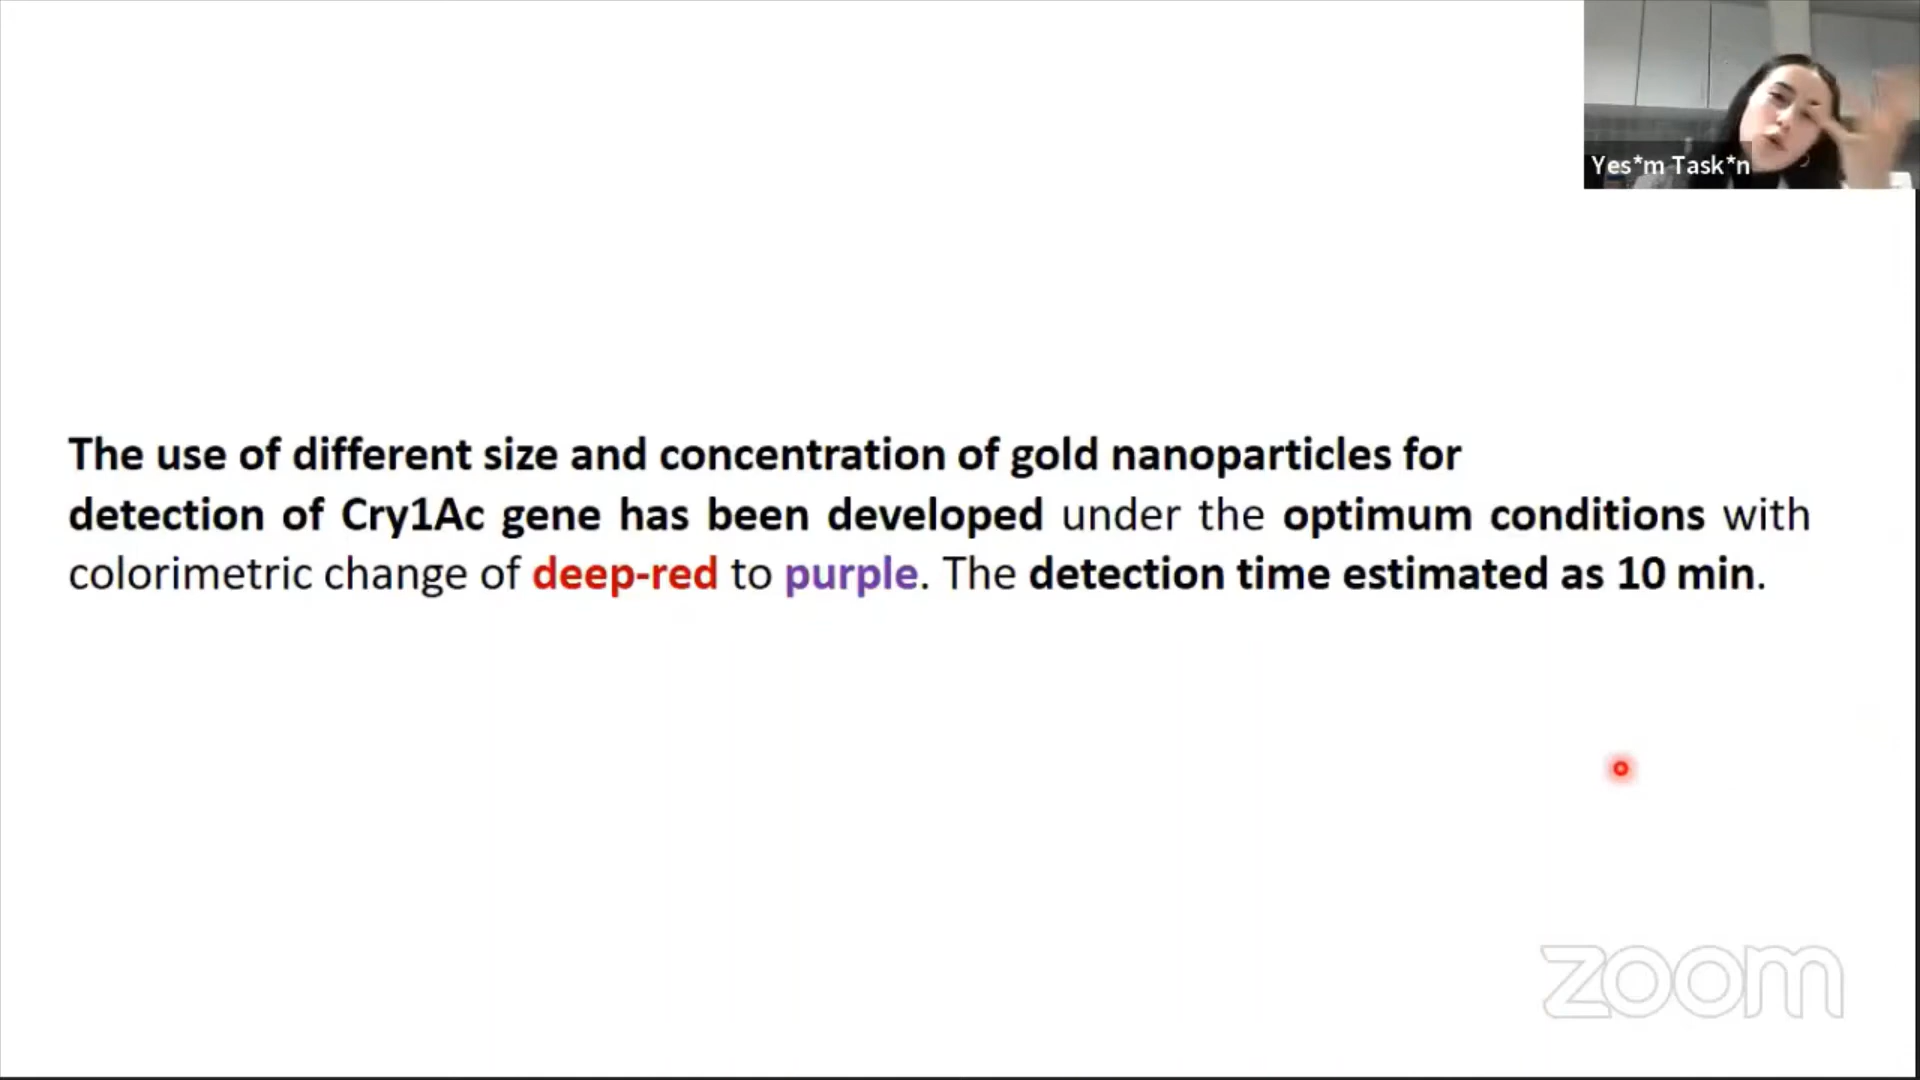 Yes*m Task*n
The use of different size and concentration of gold nanoparticles for
detection of Cry1Ac gene has been developed under the optimum conditions with
colorimetric change of deep-red to purple. The detection time estimated as 10 min.
zoom